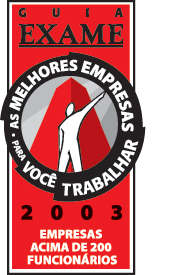 GUIA
EXAME
AS MELHORES EMPRESAS
PARA
VOCÊ TRABALHAR
2003
EMPRESAS
ACIMA DE 200
FUNCIONÁRIOS